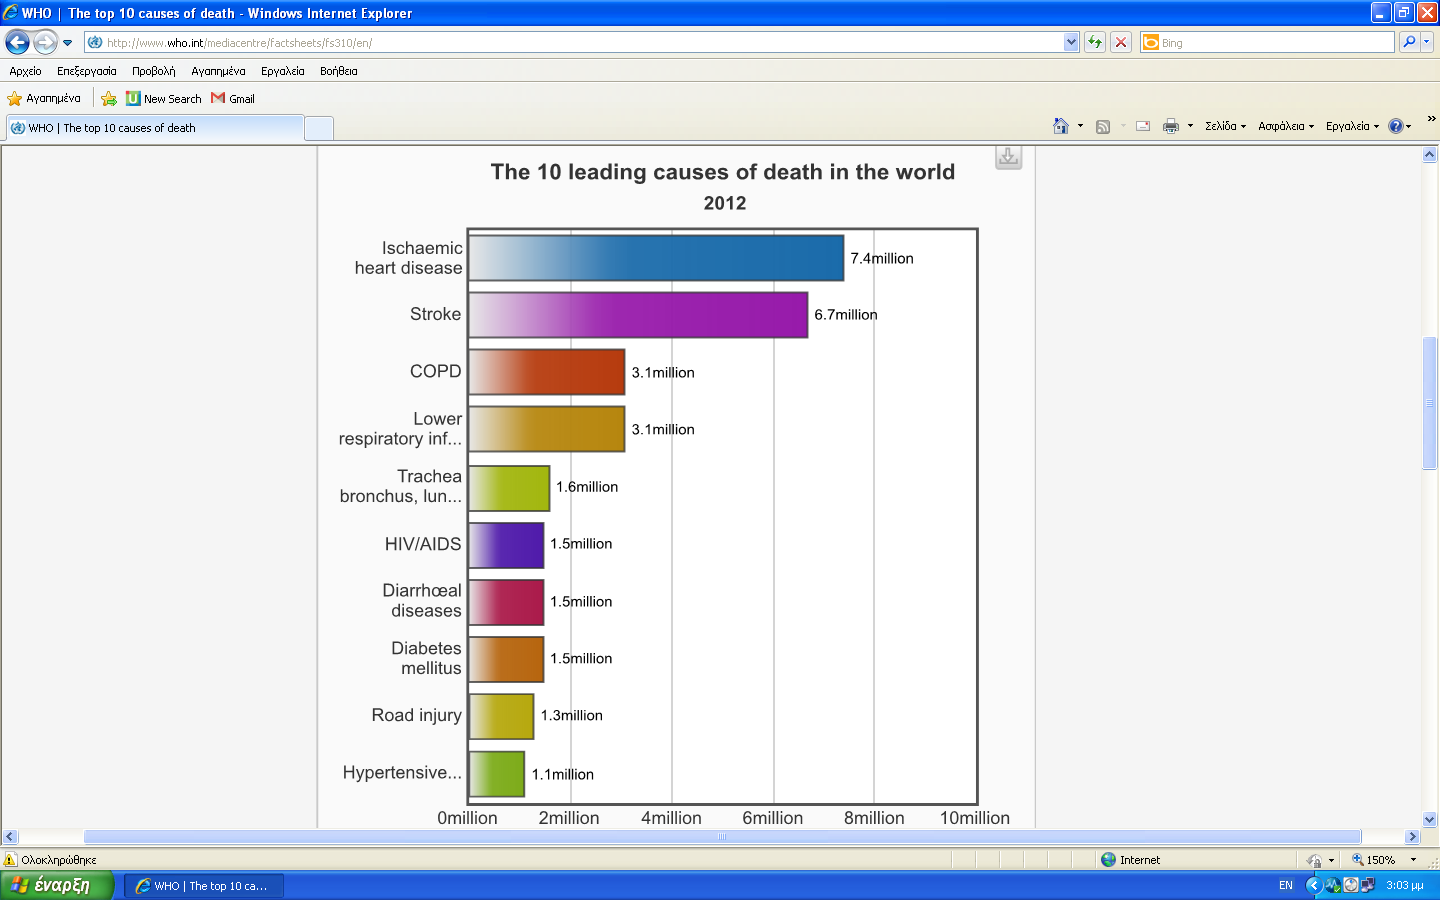 WHO | The top 10 causes of death - Windows Internet Explorer
http://www.who.int/mediacentre/factsheets/fs310/en/
Bing
Αρχείο Επεξεργασία Προβολή Αγαπημένα Εργαλεία Βοήθεια
Αγαπημένα New Search Gmail
WHO | The top 10 causes of death
Σελίδα Ασφάλεια Εργαλεία
The 10 leading causes of death in the world
2012
Ischaemic
heart disease
7.4million
Stroke
6.7million
COPD
3.1million
Lower
respiratory inf...
3.1million
Trachea
bronchus, lun...
1.6million
HIV/AIDS
1.5million
Diarrhœal
diseases
1.5million
Diabetes
mellitus
1.5million
Road injury
1.3million
Hypertensive...
1.1million
0million 2million 4million 6million 8million 10million
Ολοκληρώθηκε
Internet
150%
έναρξη
WHO | The top 10 ca...
EN
3:03 μμ